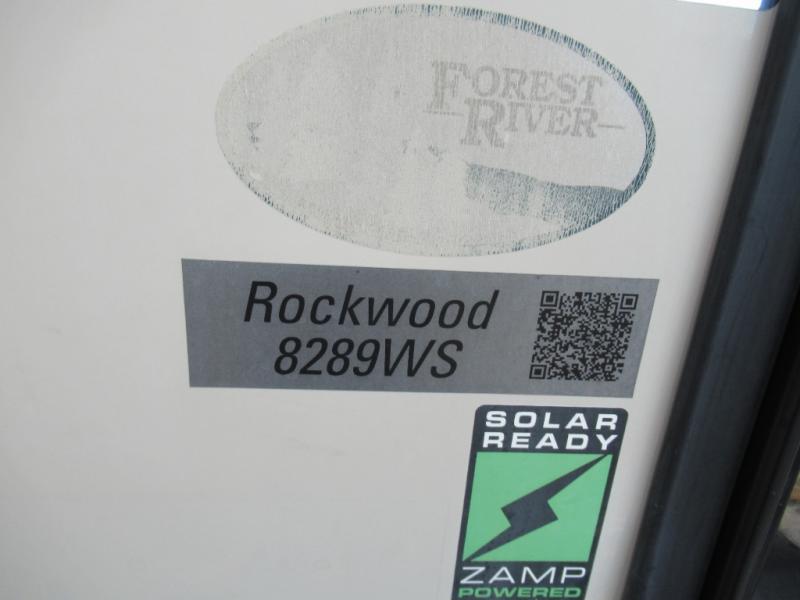 FOREST
RIVER
Rockwood
8289WS
SOLAR
READY
ZAMP
POWERED